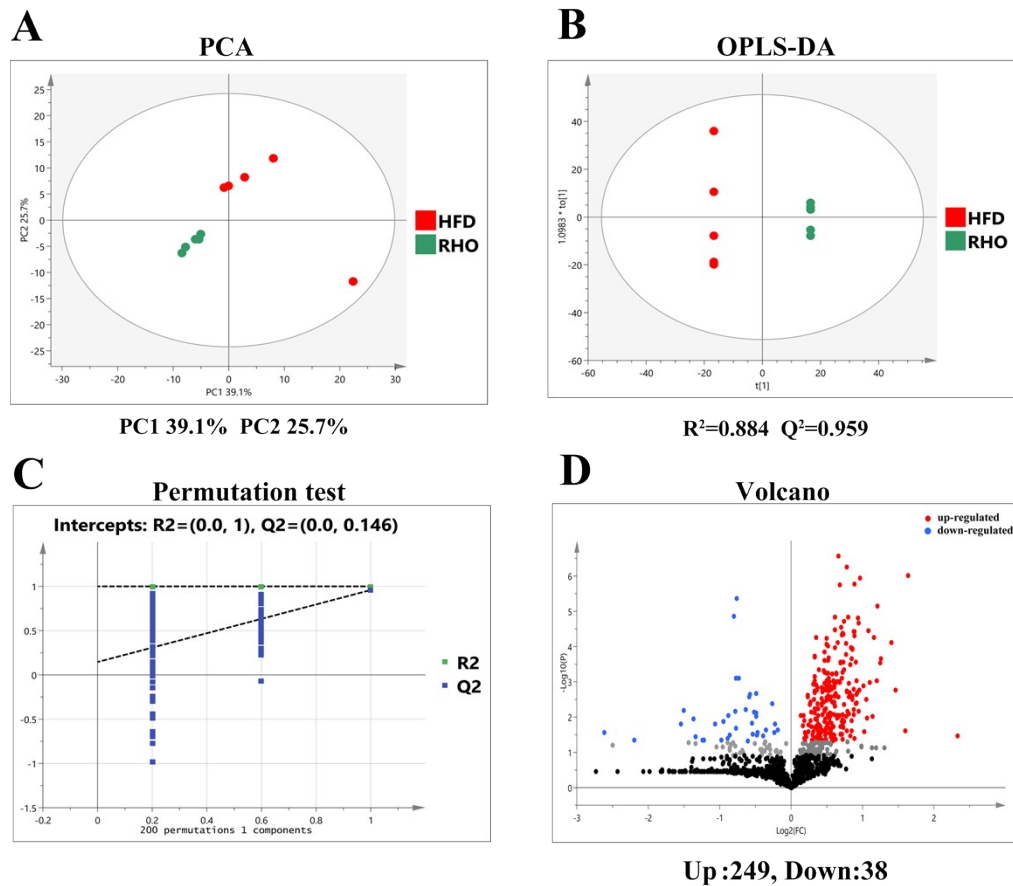 A
PCA
25
20
15
10
5
0
-5
-10
-15
-20
-25
PC2 25.7%
-30
-20
-10
0
10
20
30
PC1 39.1%
HFD
RHO
PC1 39.1% PC2 25.7%
B
OPLS-DA
40
20
0
-20
-40
-60
1.0983 * to[1]
-60
-40
-20
0
20
40
t[1]
HFD
RHO
R²=0.884 Q²=0.959
C
Permutation test
Intercepts: R2=(0.0, 1), Q2=(0.0, 0.146)
1
0.5
0
-0.5
-1
-1.5
-0.2
0
0.2
0.4
0.6
0.8
1
200 permutations 1 components
R2
Q2
D
Volcano
up-regulated
down-regulated
6
5
4
3
2
1
0
-Log10(P)
-3
-2
-1
0
1
2
Log2(FC)
Up :249, Down:38